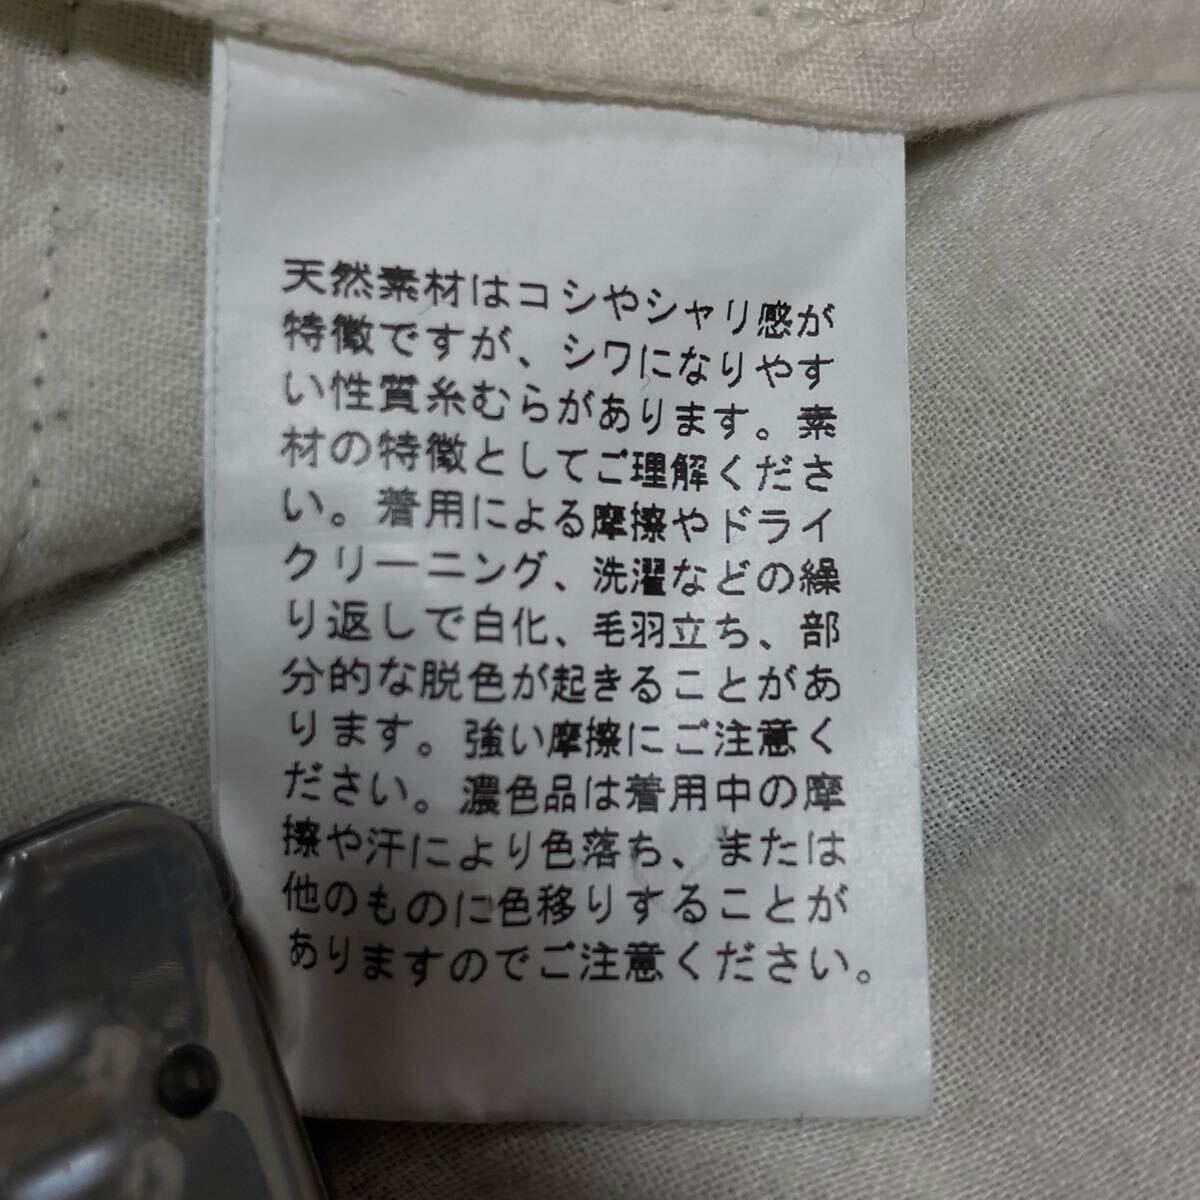 天然素材はコシやシャリ感が
特徴ですが、シワになりやす
い性質糸むらがあります。素
材の特徴としてご理解くださ
い。着用による摩擦やドライ
クリーニング、洗濯などの繰
り返しで白化、毛羽立ち、部
分的な脱色が起きることがあ
ります。強い摩擦にご注意く
ださい。濃色品は着用中の摩
擦や汗により色落ち、または
他のものに色移りすることが
ありますのでご注意ください。